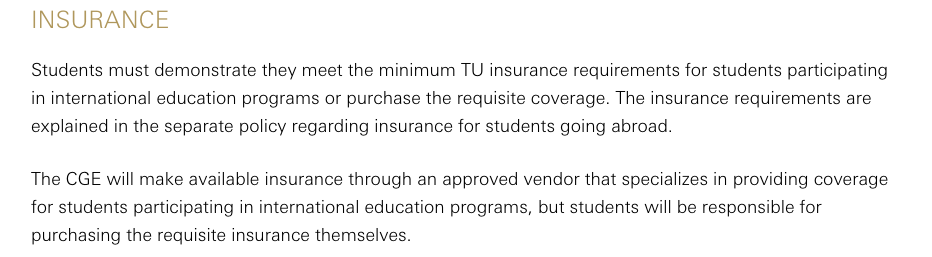 INSURANCE
Students must demonstrate they meet the minimum TU insurance requirements for students participating
in international education programs or purchase the requisite coverage. The insurance requirements are
explained in the separate policy regarding insurance for students going abroad.
The CGE will make available insurance through an approved vendor that specializes in providing coverage
for students participating in international education programs, but students will be responsible for
purchasing the requisite insurance themselves.